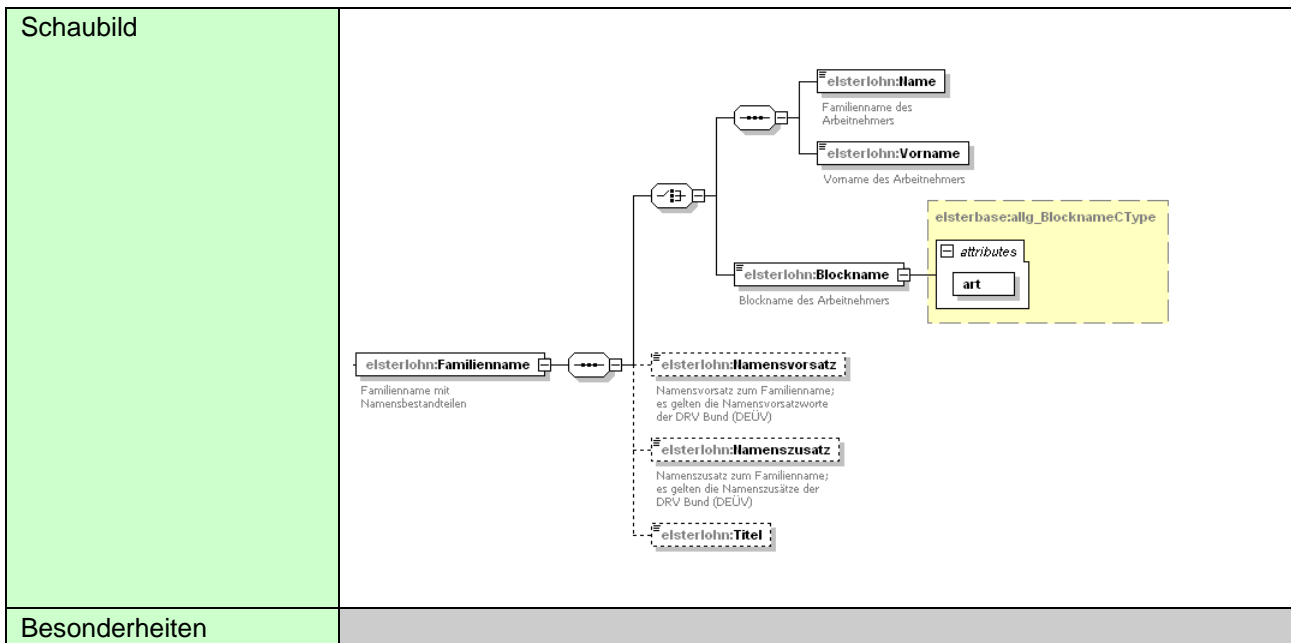 Schaubild
elsterlohn:Name
Familienname des
Arbeitnehmers
elsterlohn:Vorname
Vorname des Arbeitnehmers
elsterbase:allg_BlocknameCType
attributes
art
elsterlohn:Blockname
Blockname des Arbeitnehmers
elsterlohn:Familienname
Familienname mit
Namensbestandteilen
elsterlohn:Namensvorsatz
Namensvorsatz zum Familienname;
es gelten die Namensvorsatzworte
der DRV Bund (DEÜV)
elsterlohn:Namenszusatz
Namenszusatz zum Familienname;
es gelten die Namenszusätze der
DRV Bund (DEÜV)
elsterlohn:Titel
Besonderheiten